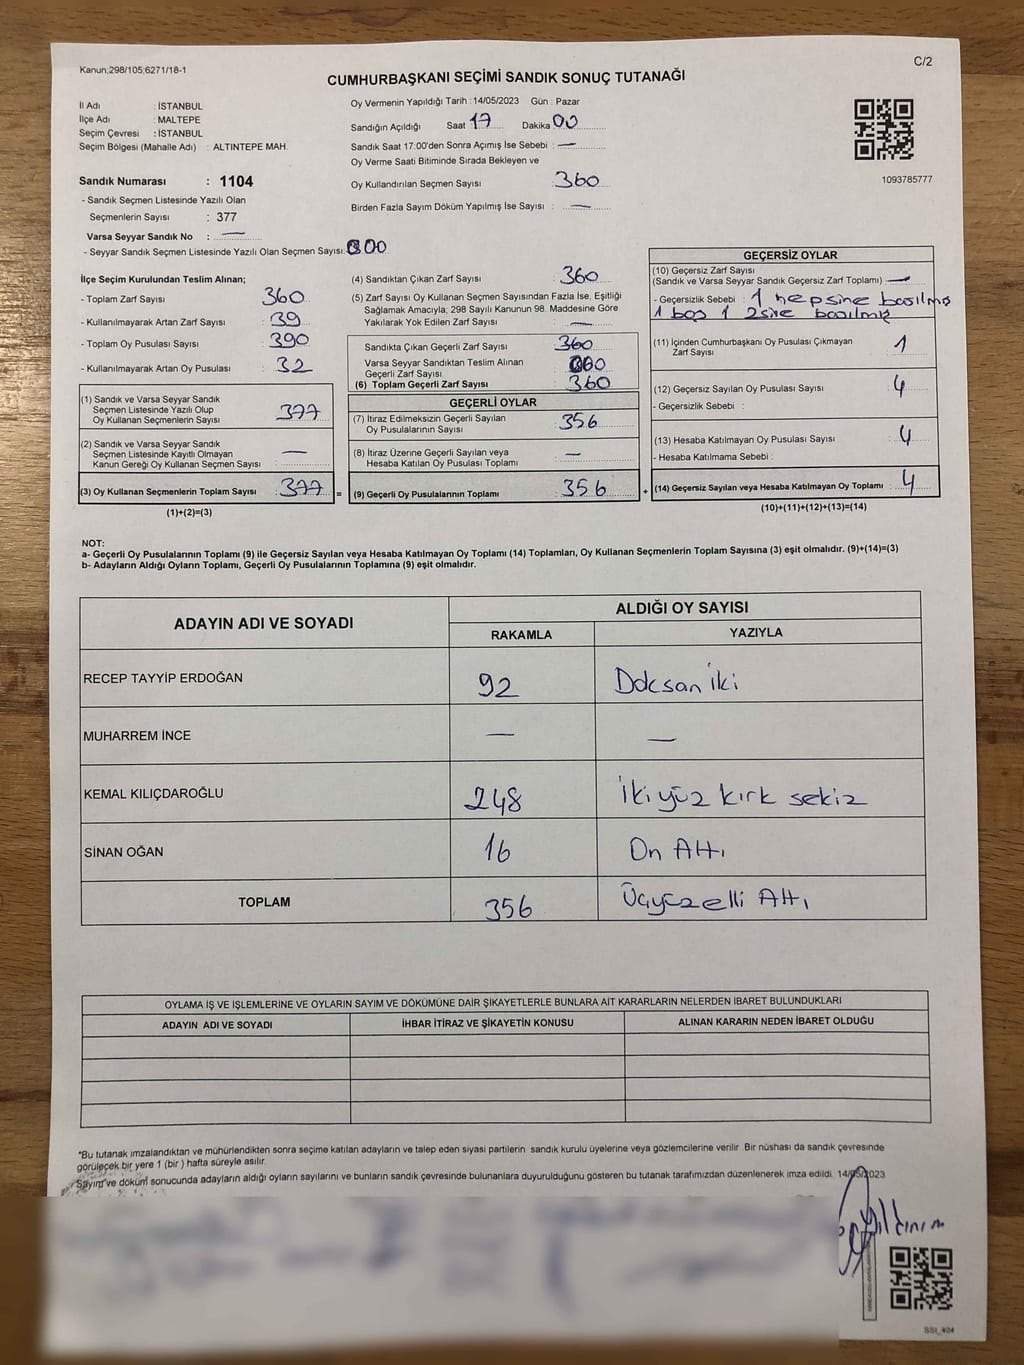 Kanun;298/105;6271/18-1
C/2
CUMHURBAŞKANI SEÇİMİ SANDIK SONUÇ TUTANAĞI
İl Adı : İSTANBUL
İlçe Adı : MALTEPE
Seçim Çevresi : İSTANBUL
Seçim Bölgesi (Mahalle Adı) : ALTINTEPE MAH.
Sandık Numarası : 1104
- Sandık Seçmen Listesinde Yazılı Olan
Seçmenlerin Sayısı : 377
Varsa Seyyar Sandık No : —
- Seyyar Sandık Seçmen Listesinde Yazılı Olan Seçmen Sayısı: 000
Oy Vermenin Yapıldığı Tarih : 14/05/2023 Gün : Pazar
Sandığın Açıldığı Saat 17 Dakika 00
Sandık Saat 17:00'den Sonra Açımış İse Sebebi : —
Oy Verme Saati Bitiminde Sırada Bekleyen ve
Oy Kullandırılan Seçmen Sayısı : 360
Birden Fazla Sayım Döküm Yapılmış İse Sayısı : —
1093785777
İlçe Seçim Kurulundan Teslim Alınan;
- Toplam Zarf Sayısı : 360
- Kullanılmayarak Artan Zarf Sayısı : 39
- Toplam Oy Pusulası Sayısı : 390
- Kullanılmayarak Artan Oy Pusulası : 32
(1) Sandık ve Varsa Seyyar Sandık
Seçmen Listesinde Yazılı Olup
Oy Kullanan Seçmenlerin Sayısı : 377
(2) Sandık ve Varsa Seyyar Sandık
Seçmen Listesinde Kayıtlı Olmayan
Kanun Gereği Oy Kullanan Seçmen Sayısı : —
(3) Oy Kullanan Seçmenlerin Toplam Sayısı : 377 =
(1)+(2)=(3)
(4) Sandıktan Çıkan Zarf Sayısı : 360
(5) Zarf Sayısı Oy Kullanan Seçmen Sayısından Fazla İse, Eşitliği
Sağlamak Amacıyla; 298 Sayılı Kanunun 98. Maddesine Göre
Yakılarak Yok Edilen Zarf Sayısı : —
Sandıkta Çıkan Geçerli Zarf Sayısı : 360
Varsa Seyyar Sandıktan Teslim Alınan
Geçerli Zarf Sayısı : 000
(6) Toplam Geçerli Zarf Sayısı : 360
GEÇERLİ OYLAR
(7) İtiraz Edilmeksizin Geçerli Sayılan
Oy Pusulalarının Sayısı : 356
(8) İtiraz Üzerine Geçerli Sayılan veya
Hesaba Katılan Oy Pusulası Toplamı : —
(9) Geçerli Oy Pusulalarının Toplamı : 356 +
GEÇERSİZ OYLAR
(10) Geçersiz Zarf Sayısı
(Sandık ve Varsa Seyyar Sandık Geçersiz Zarf Toplamı) : —
- Geçersizlik Sebebi : 1 hepsine basılmış
1 boş 1 2sine basılmış
(11) İçinden Cumhurbaşkanı Oy Pusulası Çıkmayan
Zarf Sayısı : 1
(12) Geçersiz Sayılan Oy Pusulası Sayısı : 4
- Geçersizlik Sebebi :
(13) Hesaba Katılmayan Oy Pusulası Sayısı : 4
- Hesaba Katılmama Sebebi :
(14) Geçersiz Sayılan veya Hesaba Katılmayan Oy Toplamı : 4
(10)+(11)+(12)+(13)=(14)
NOT:
a- Geçerli Oy Pusulalarının Toplamı (9) ile Geçersiz Sayılan veya Hesaba Katılmayan Oy Toplamı (14) Toplamları, Oy Kullanan Seçmenlerin Toplam Sayısına (3) eşit olmalıdır. (9)+(14)=(3)
b- Adayların Aldığı Oyların Toplamı, Geçerli Oy Pusulalarının Toplamına (9) eşit olmalıdır.
ADAYIN ADI VE SOYADI
ALDIĞI OY SAYISI
RAKAMLA YAZIYLA
RECEP TAYYİP ERDOĞAN 92 Doksan İki
MUHARREM İNCE — —
KEMAL KILIÇDAROĞLU 248 İki yüz kırk sekiz
SİNAN OĞAN 16 On Altı
TOPLAM 356 Üçyüzelli Altı
OYLAMA İŞ VE İŞLEMLERİNE VE OYLARIN SAYIM VE DÖKÜMÜNE DAİR ŞİKAYETLERLE BUNLARA AİT KARARLARIN NELERDEN İBARET BULUNDUKLARI
ADAYIN ADI VE SOYADI İHBAR İTİRAZ VE ŞİKAYETİN KONUSU ALINAN KARARIN NEDEN İBARET OLDUĞU
*Bu tutanak imzalandıktan ve mühürlendikten sonra seçime katılan adayların ve talep eden siyasi partilerin sandık kurulu üyelerine veya gözlemcilerine verilir. Bir nüshası da sandık çevresinde
görülecek bir yere 1 (bir ) hafta süreyle asılır.
Sayım ve döküm sonucunda adayların aldığı oyların sayılarını ve bunların sandık çevresinde bulunanlara duyurulduğunu gösteren bu tutanak tarafımızdan düzenlenerek imza edildi. 14/05/2023